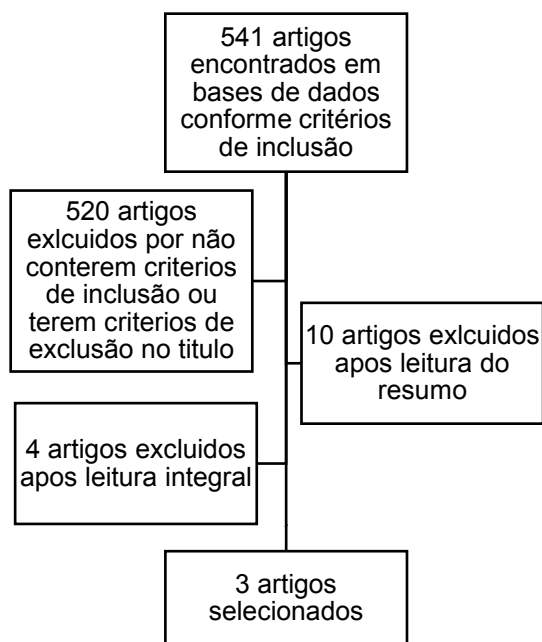 541 artigos
encontrados em
bases de dados
conforme critérios
de inclusão
520 artigos
exlcuidos por não
conterem criterios
de inclusão ou
terem criterios de
exclusão no titulo
10 artigos exlcuidos
apos leitura do
resumo
4 artigos excluidos
apos leitura integral
3 artigos
selecionados